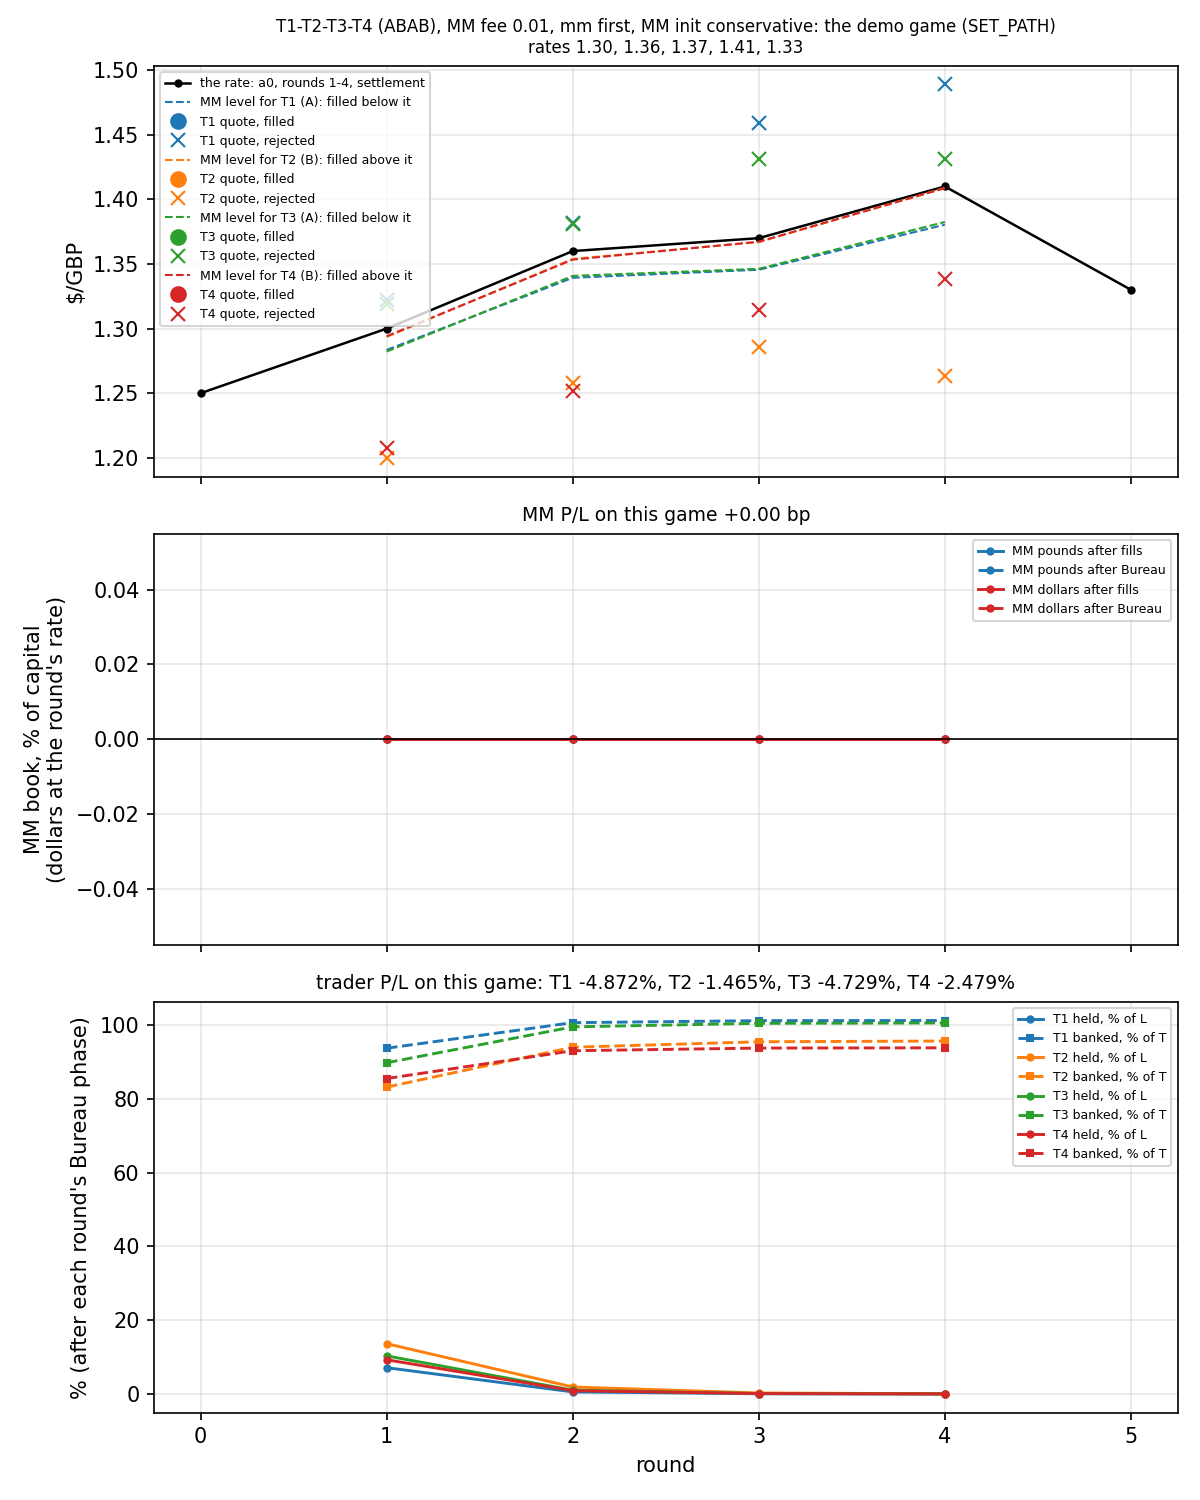 T1-T2-T3-T4 (ABAB), MM fee 0.01, mm first, MM init conservative: the demo game (SET_PATH)
rates 1.30, 1.36, 1.37, 1.41, 1.33
the rate: a0, rounds 1-4, settlement
MM level for T1 (A): filled below it
T1 quote, filled
T1 quote, rejected
MM level for T2 (B): filled above it
T2 quote, filled
T2 quote, rejected
MM level for T3 (A): filled below it
T3 quote, filled
T3 quote, rejected
MM level for T4 (B): filled above it
T4 quote, filled
T4 quote, rejected
$/GBP
1.50
1.45
1.40
1.35
1.30
1.25
1.20
MM P/L on this game +0.00 bp
MM pounds after fills
MM pounds after Bureau
MM dollars after fills
MM dollars after Bureau
MM book, % of capital
(dollars at the round's rate)
0.04
0.02
0.00
−0.02
−0.04
trader P/L on this game: T1 -4.872%, T2 -1.465%, T3 -4.729%, T4 -2.479%
T1 held, % of L
T1 banked, % of T
T2 held, % of L
T2 banked, % of T
T3 held, % of L
T3 banked, % of T
T4 held, % of L
T4 banked, % of T
% (after each round's Bureau phase)
100
80
60
40
20
0
0 1 2 3 4 5
round